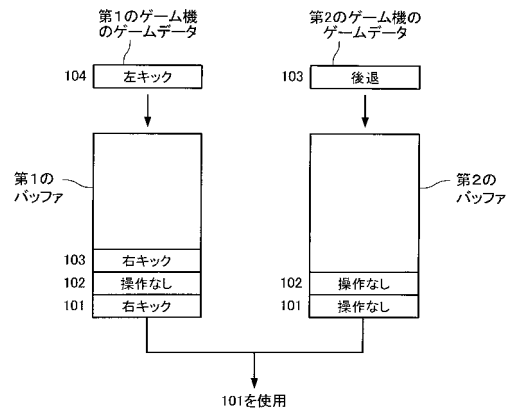 第1のゲーム機
のゲームデータ
第2のゲーム機の
ゲームデータ
104 左キック
103 後退
第1の
バッファ
第2の
バッファ
103 右キック
102 操作なし
101 右キック
102 操作なし
101 操作なし
101を使用